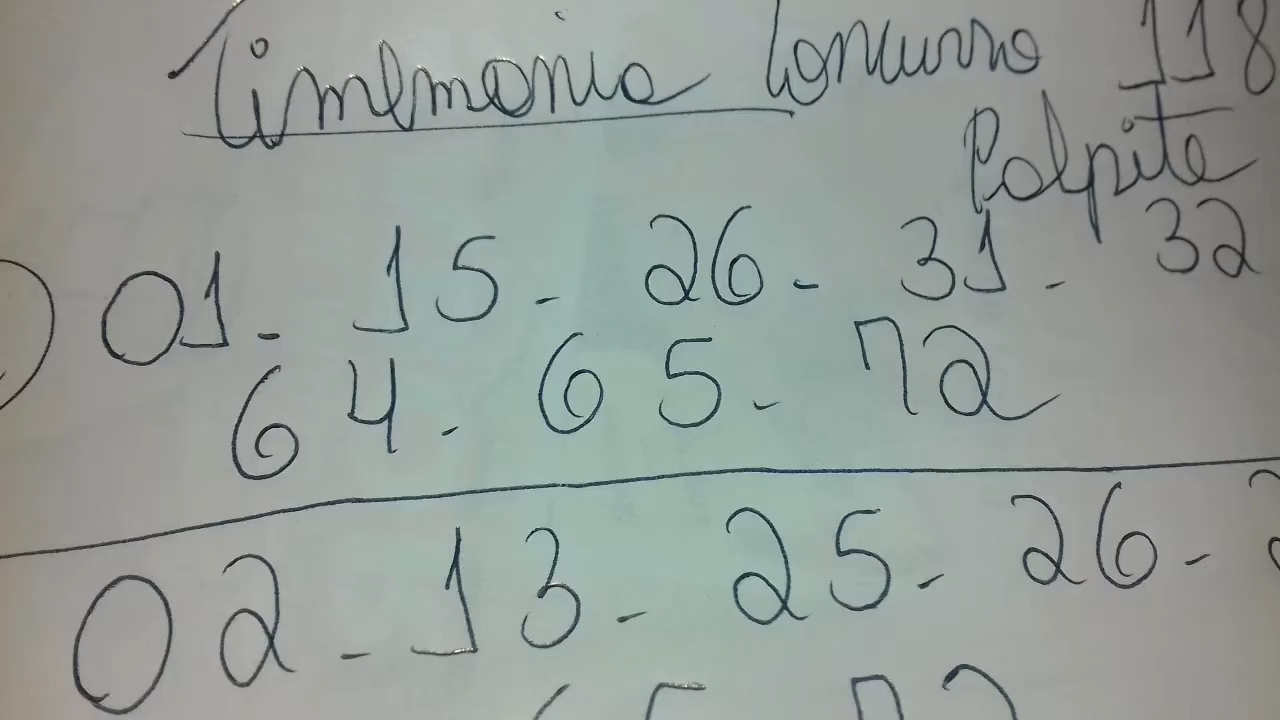 Timemania Concurso 118
Palpite
01. 15 - 26 - 31 - 32
64 - 65 - 72
02 - 13 - 25 - 26 -